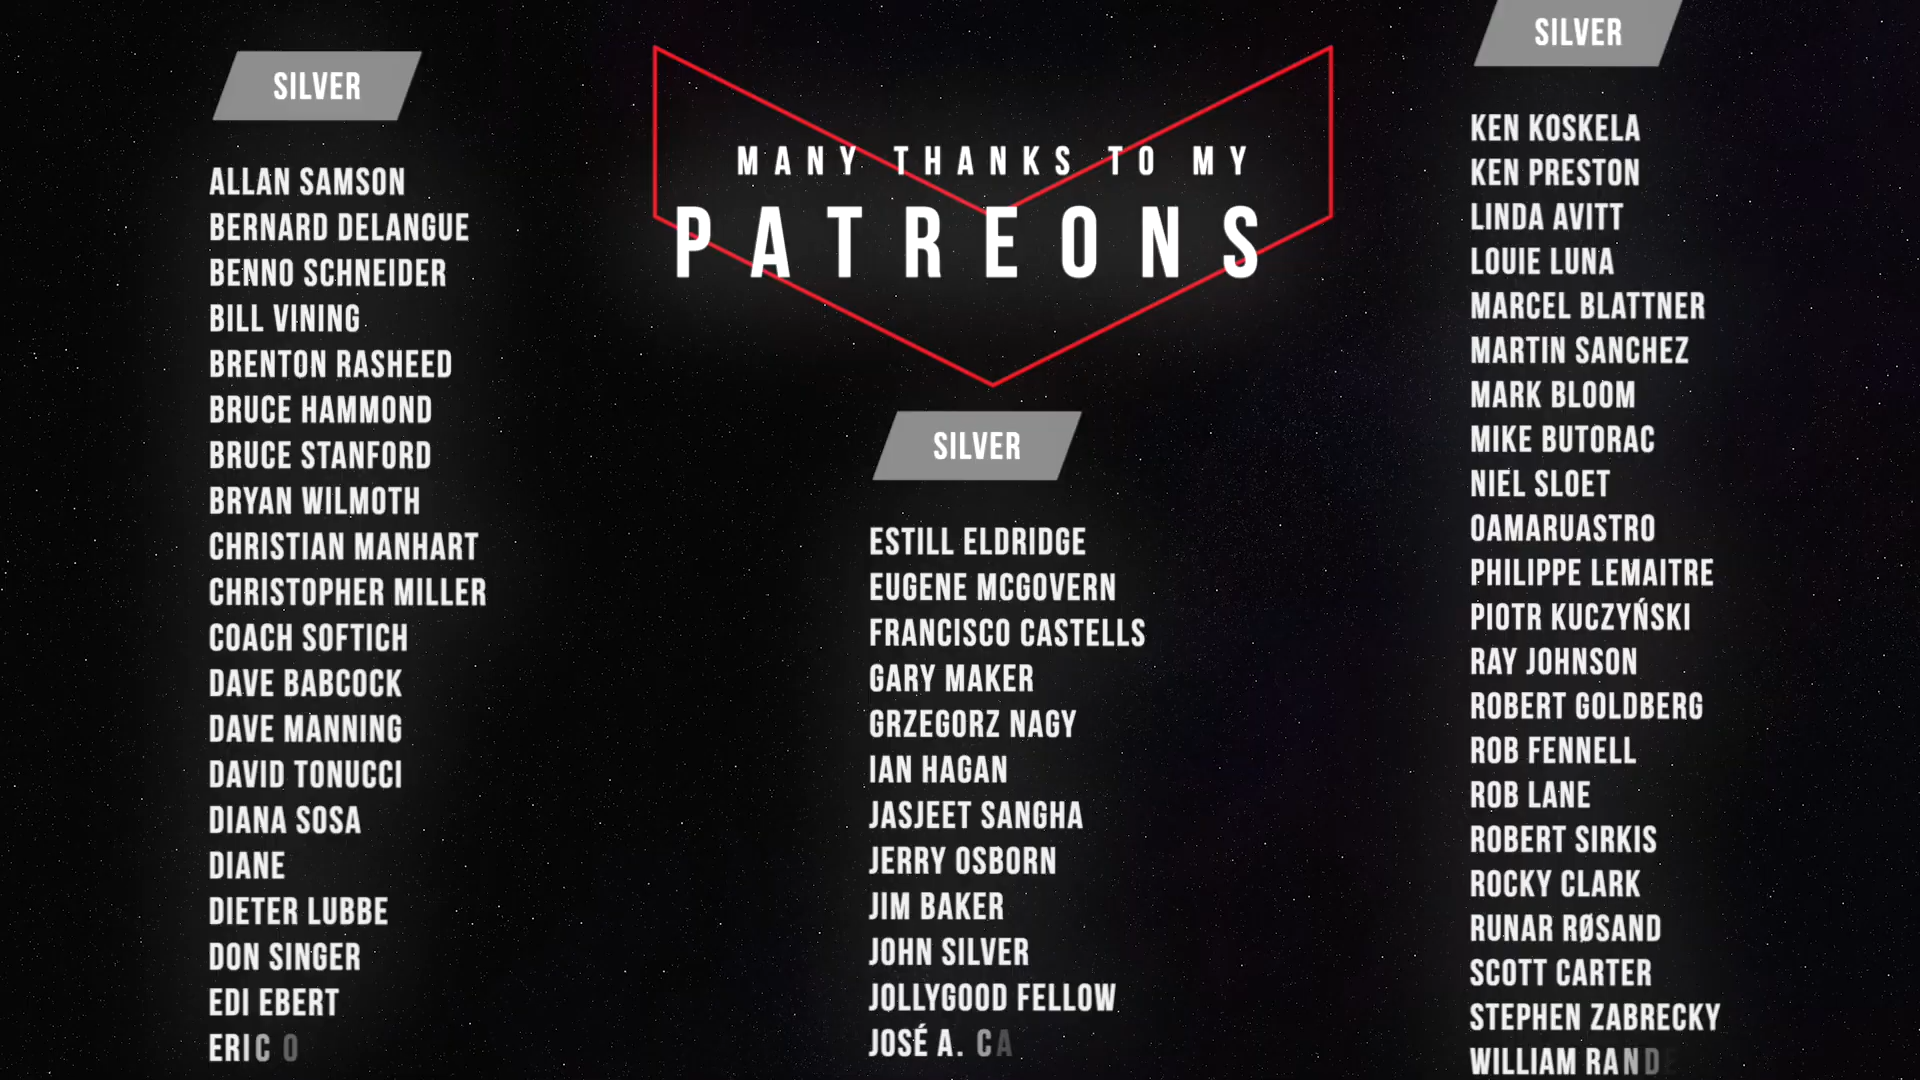 SILVER
ALLAN SAMSON
BERNARD DELANGUE
BENNO SCHNEIDER
BILL VINING
BRENTON RASHEED
BRUCE HAMMOND
BRUCE STANFORD
BRYAN WILMOTH
CHRISTIAN MANHART
CHRISTOPHER MILLER
COACH SOFTICH
DAVE BABCOCK
DAVE MANNING
DAVID TONUCCI
DIANA SOSA
DIANE
DIETER LUBBE
DON SINGER
EDI EBERT
ERIC O
MANY THANKS TO MY
PATREONS
SILVER
ESTILL ELDRIDGE
EUGENE MCGOVERN
FRANCISCO CASTELLS
GARY MAKER
GRZEGORZ NAGY
IAN HAGAN
JASJEET SANGHA
JERRY OSBORN
JIM BAKER
JOHN SILVER
JOLLYGOOD FELLOW
JOSÉ A. CA
SILVER
KEN KOSKELA
KEN PRESTON
LINDA AVITT
LOUIE LUNA
MARCEL BLATTNER
MARTIN SANCHEZ
MARK BLOOM
MIKE BUTORAC
NIEL SLOET
OAMARUASTRO
PHILIPPE LEMAITRE
PIOTR KUCZYŃSKI
RAY JOHNSON
ROBERT GOLDBERG
ROB FENNELL
ROB LANE
ROBERT SIRKIS
ROCKY CLARK
RUNAR RØSAND
SCOTT CARTER
STEPHEN ZABRECKY
WILLIAM RAND